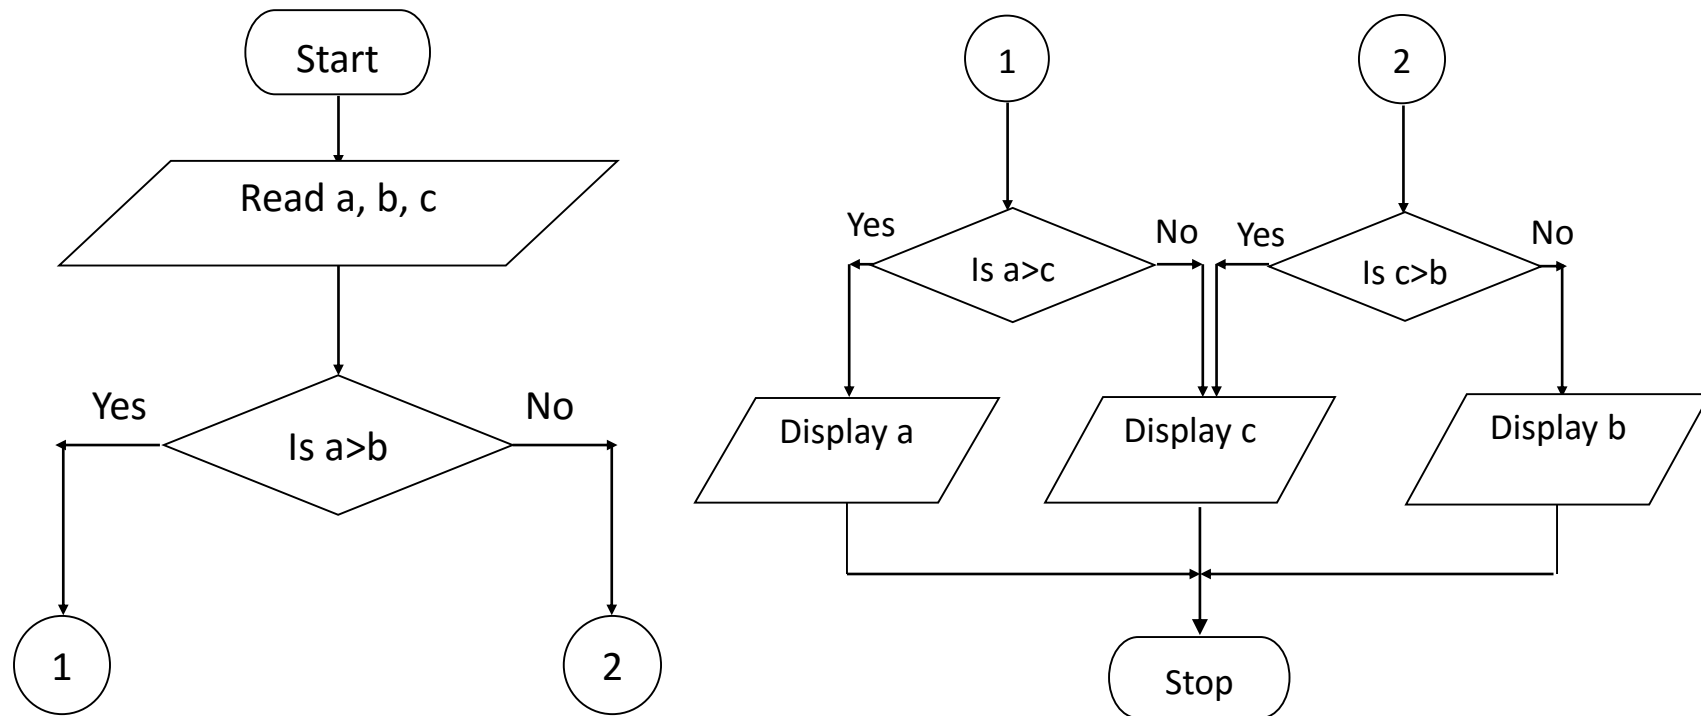 Start
Read a, b, c
Yes
No
Is a>b
1
2
1
2
Yes
No
Yes
No
Is a>c
Is c>b
Display a
Display c
Display b
Stop